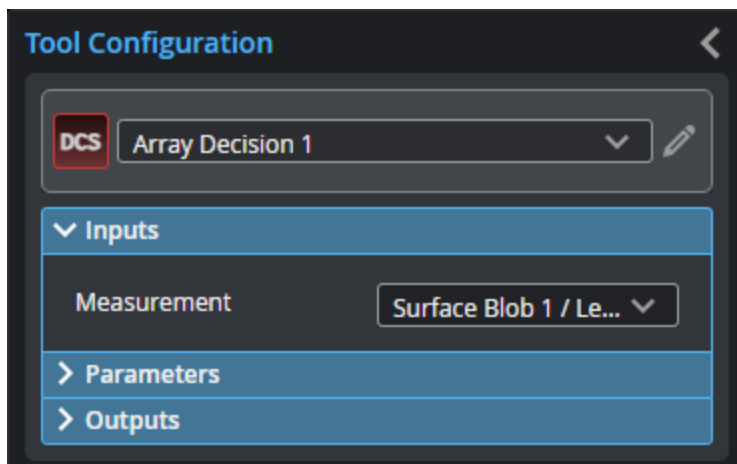 Tool Configuration
DCS Array Decision 1
Inputs
Measurement Surface Blob 1 / Le...
Parameters
Outputs